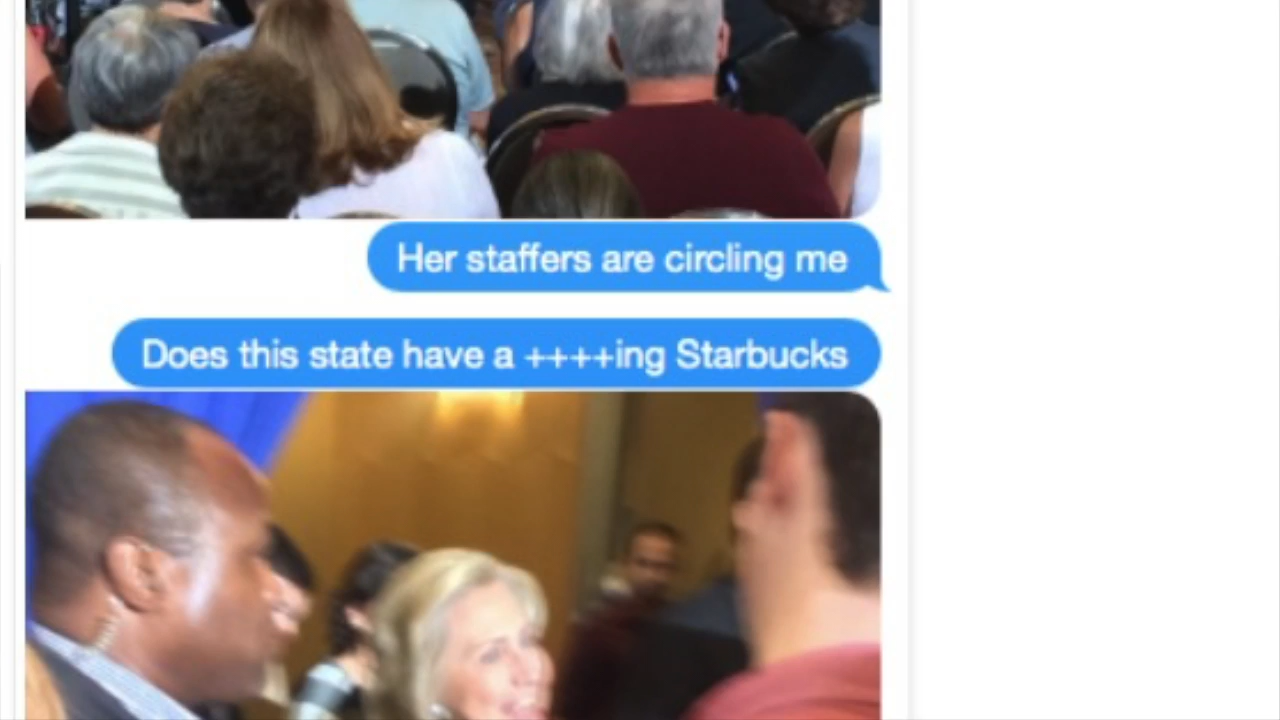 Her staffers are circling me
Does this state have a ++++ing Starbucks